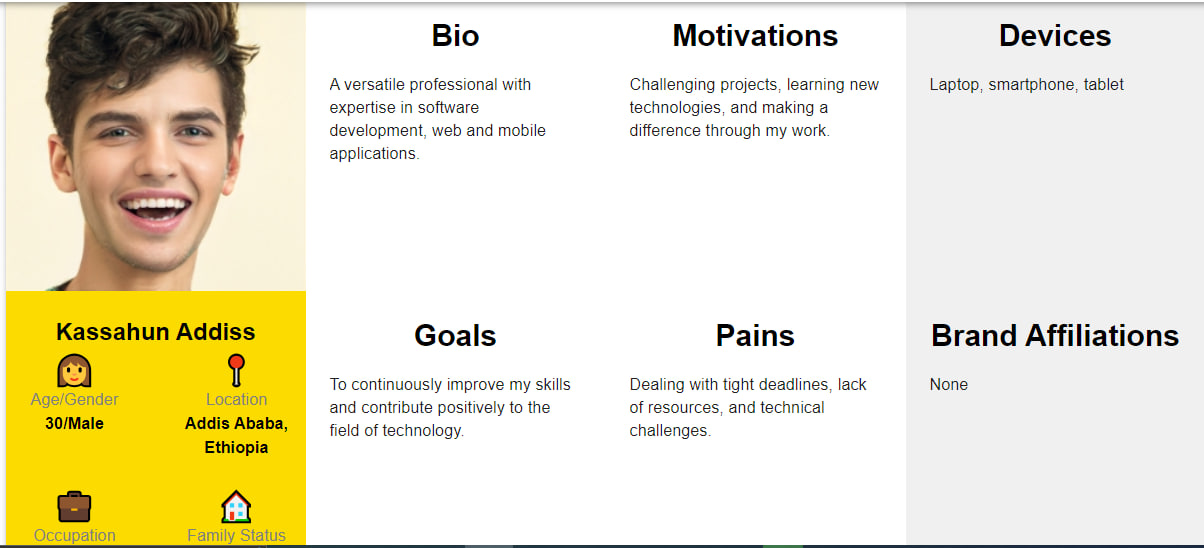 Bio
A versatile professional with
expertise in software
development, web and mobile
applications.
Motivations
Challenging projects, learning new
technologies, and making a
difference through my work.
Devices
Laptop, smartphone, tablet
Kassahun Addiss
Age/Gender
30/Male
Location
Addis Ababa,
Ethiopia
Occupation
Family Status
Goals
To continuously improve my skills
and contribute positively to the
field of technology.
Pains
Dealing with tight deadlines, lack
of resources, and technical
challenges.
Brand Affiliations
None